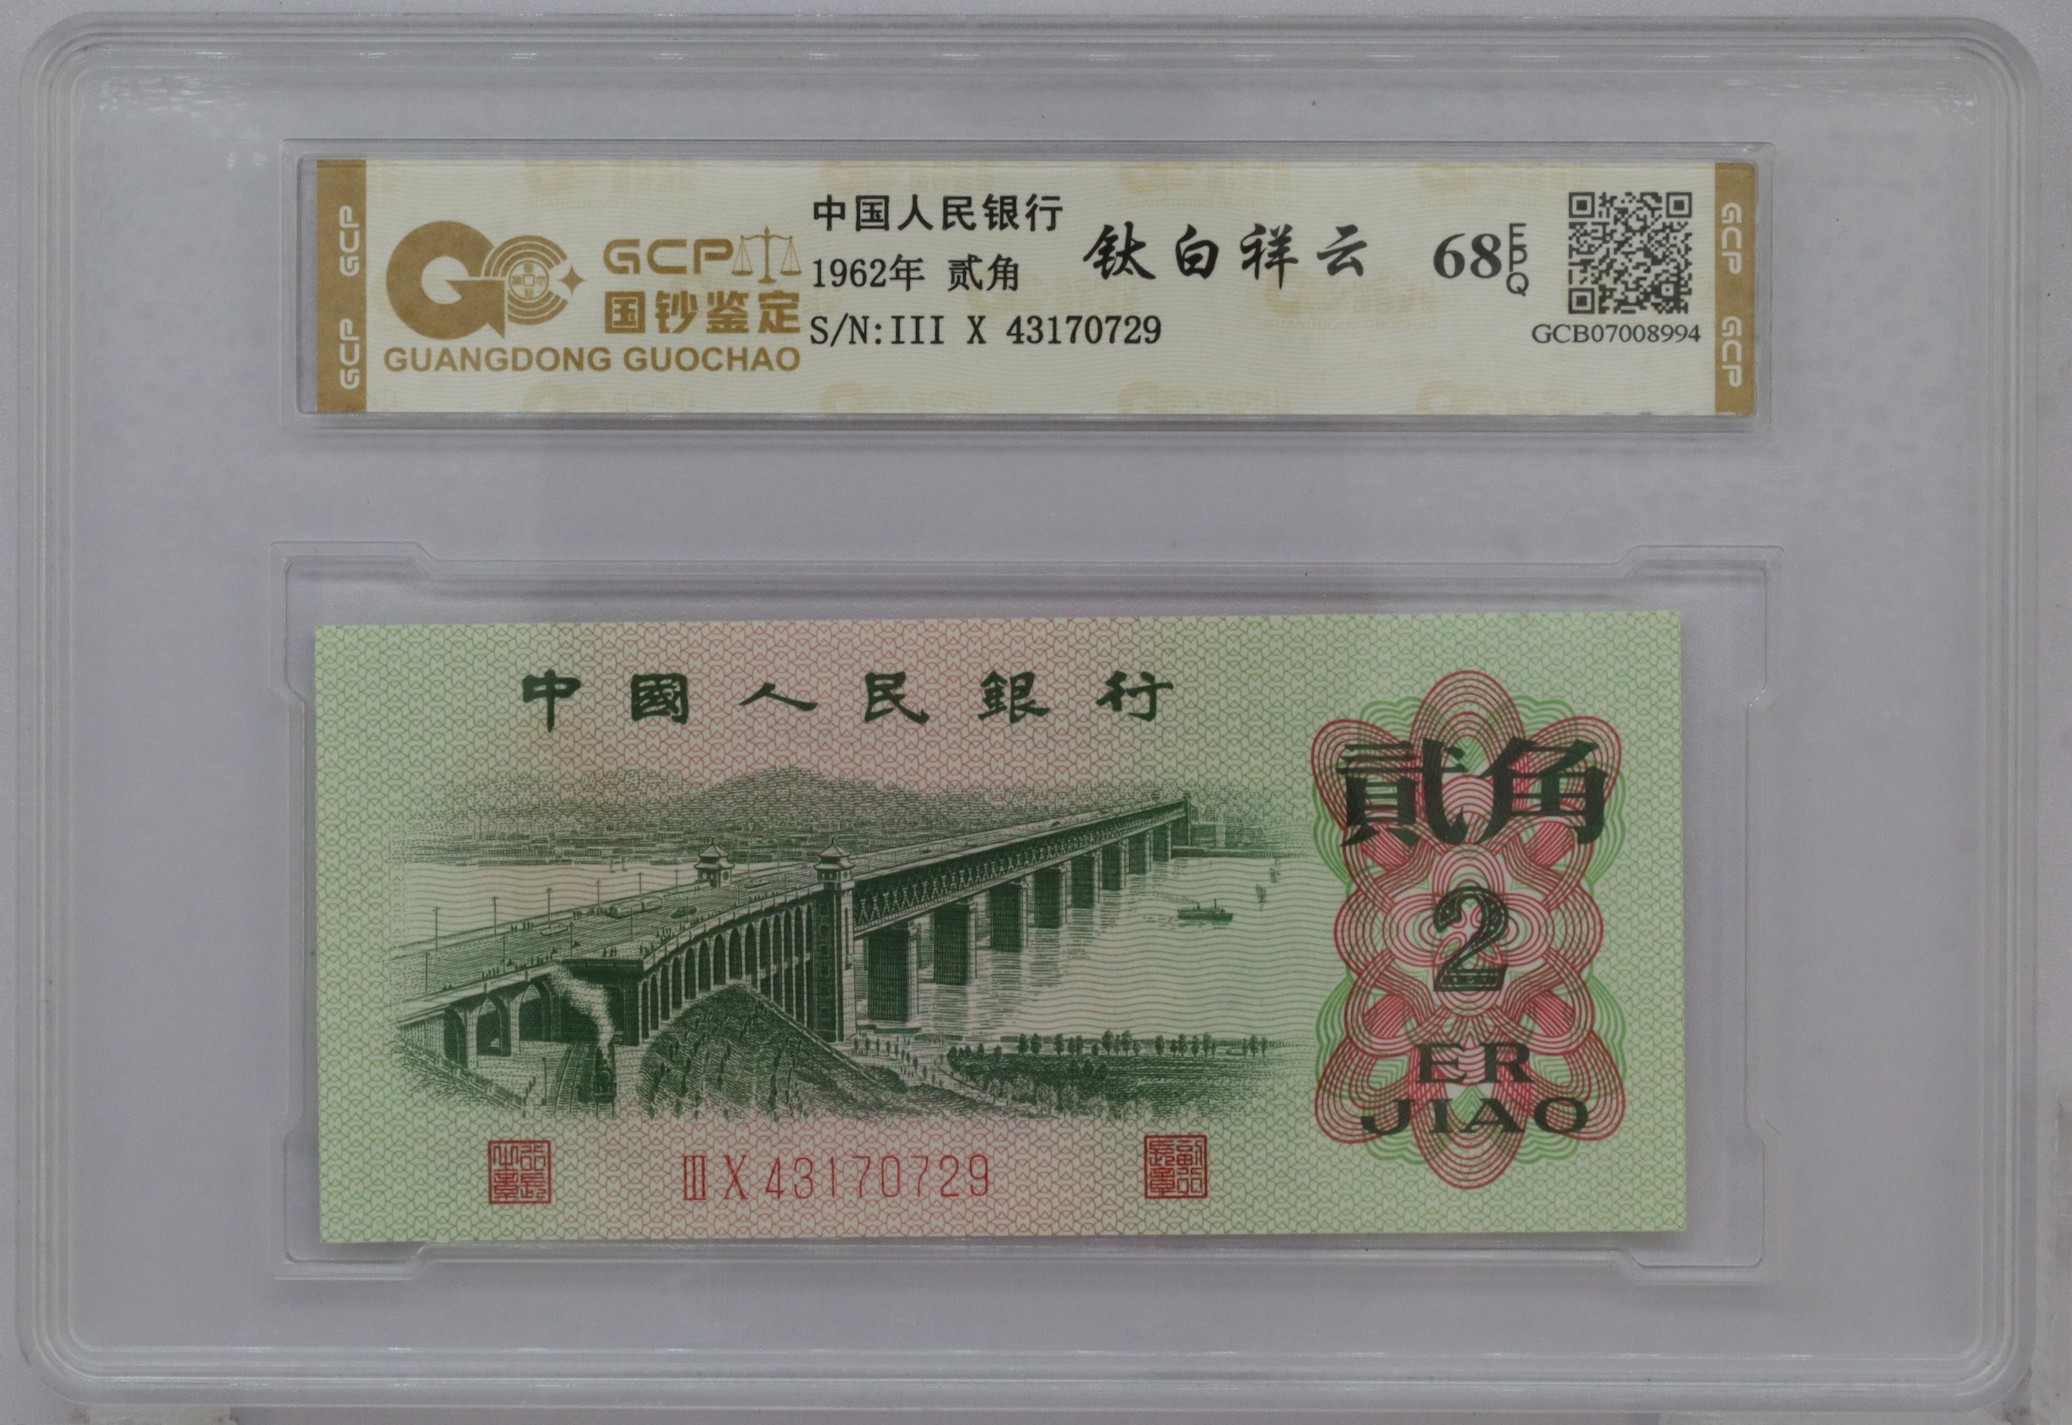 GCP
GCP
GCP
国钞鉴定
GUANGDONG GUOCHAO
中国人民银行
1962年 贰角
S/N:III X 43170729
钛白祥云
68 EPQ
GCB07008994
GCP
GCP
中國人民銀行
貳角
2
ER
JIAO
III X 43170729